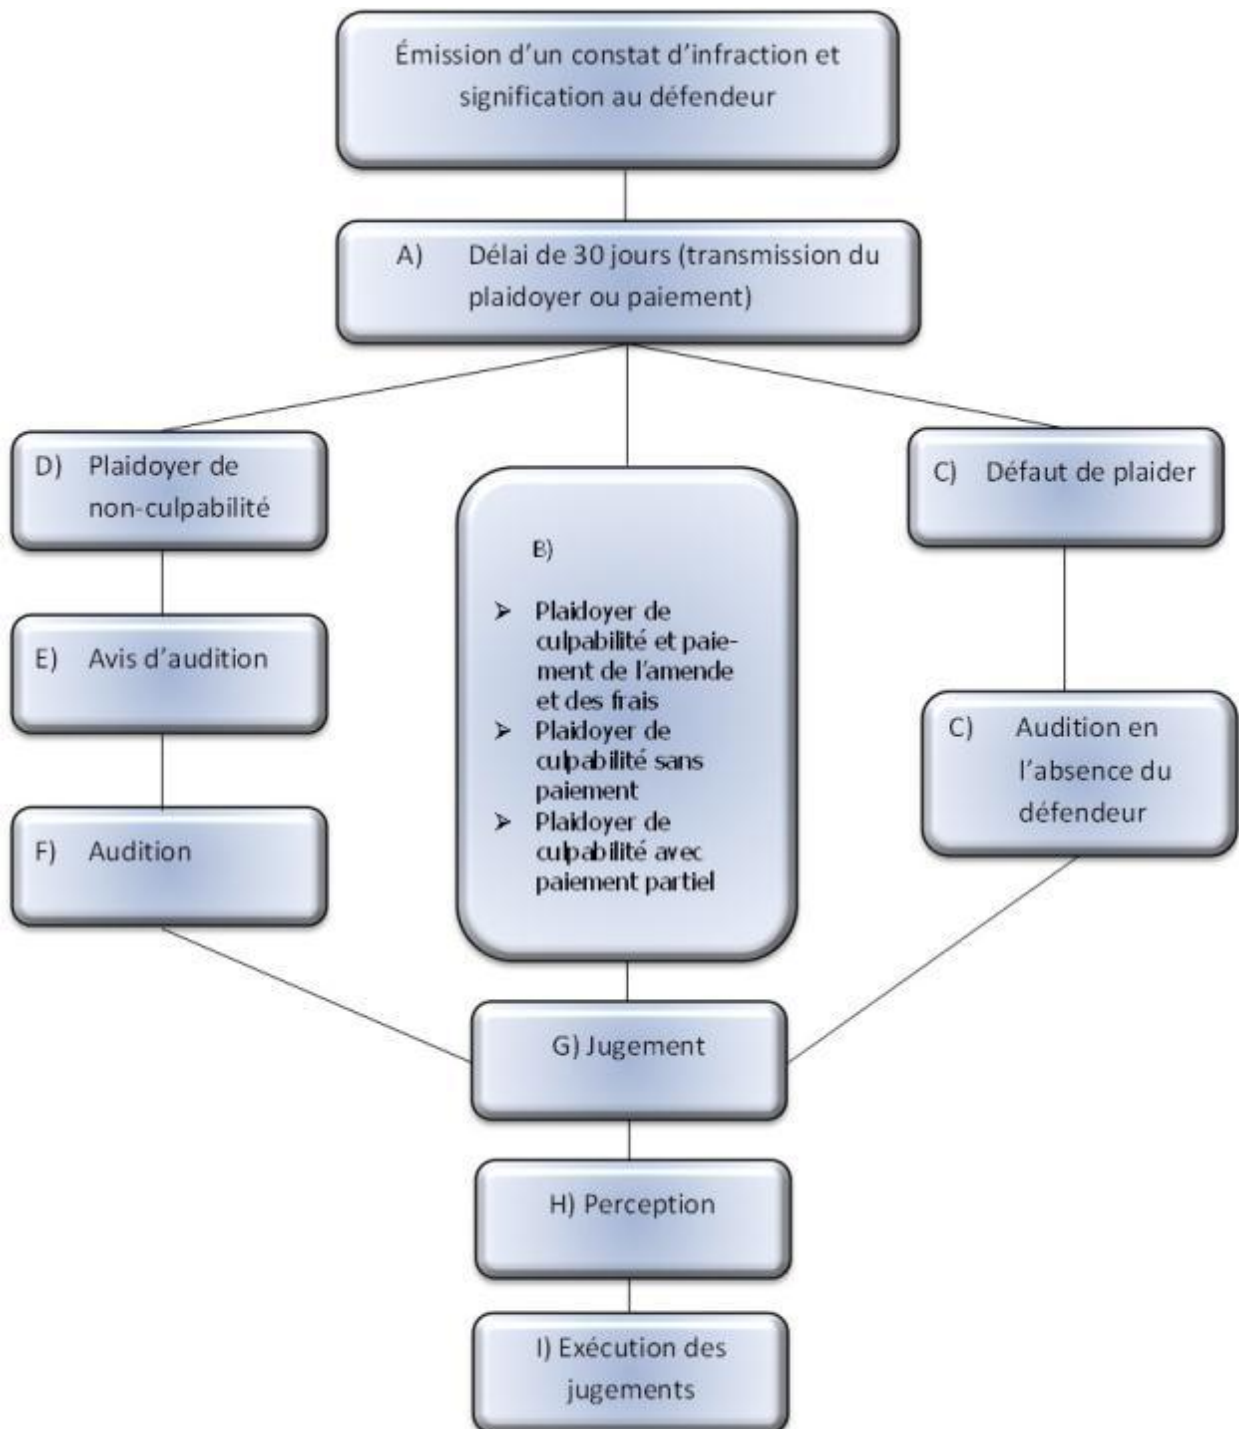 Émission d'un constat d'infraction et
signification au défendeur
A) Délai de 30 jours (transmission du
plaidoyer ou paiement)
D) Plaidoyer de
non-culpabilité
E) Avis d'audition
F) Audition
B)
➢ Plaidoyer de
culpabilité et paie-
ment de l'amende
et des frais
➢ Plaidoyer de
culpabilité sans
paiement
➢ Plaidoyer de
culpabilité avec
paiement partiel
C) Défaut de plaider
C) Audition en
l'absence du
défendeur
G) Jugement
H) Perception
I) Exécution des
jugements